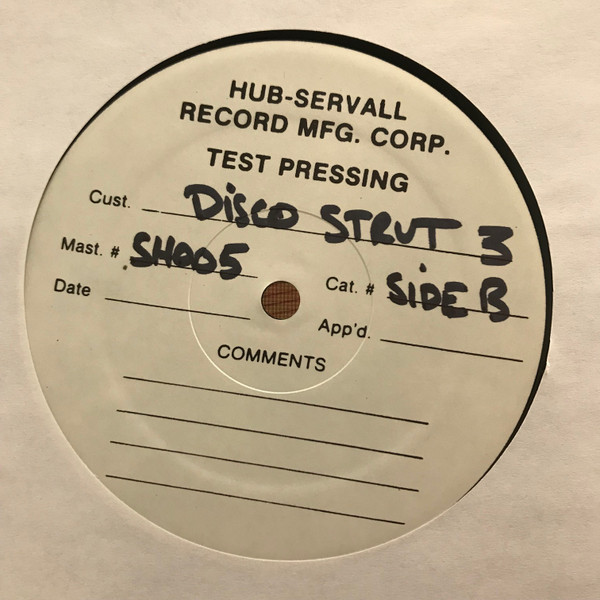 HUB-SERVALL
RECORD MFG. CORP.
TEST PRESSING
Cust. DISCO STRUT 3
Mast. # SH005 Cat. # SIDE B
Date App'd.
COMMENTS